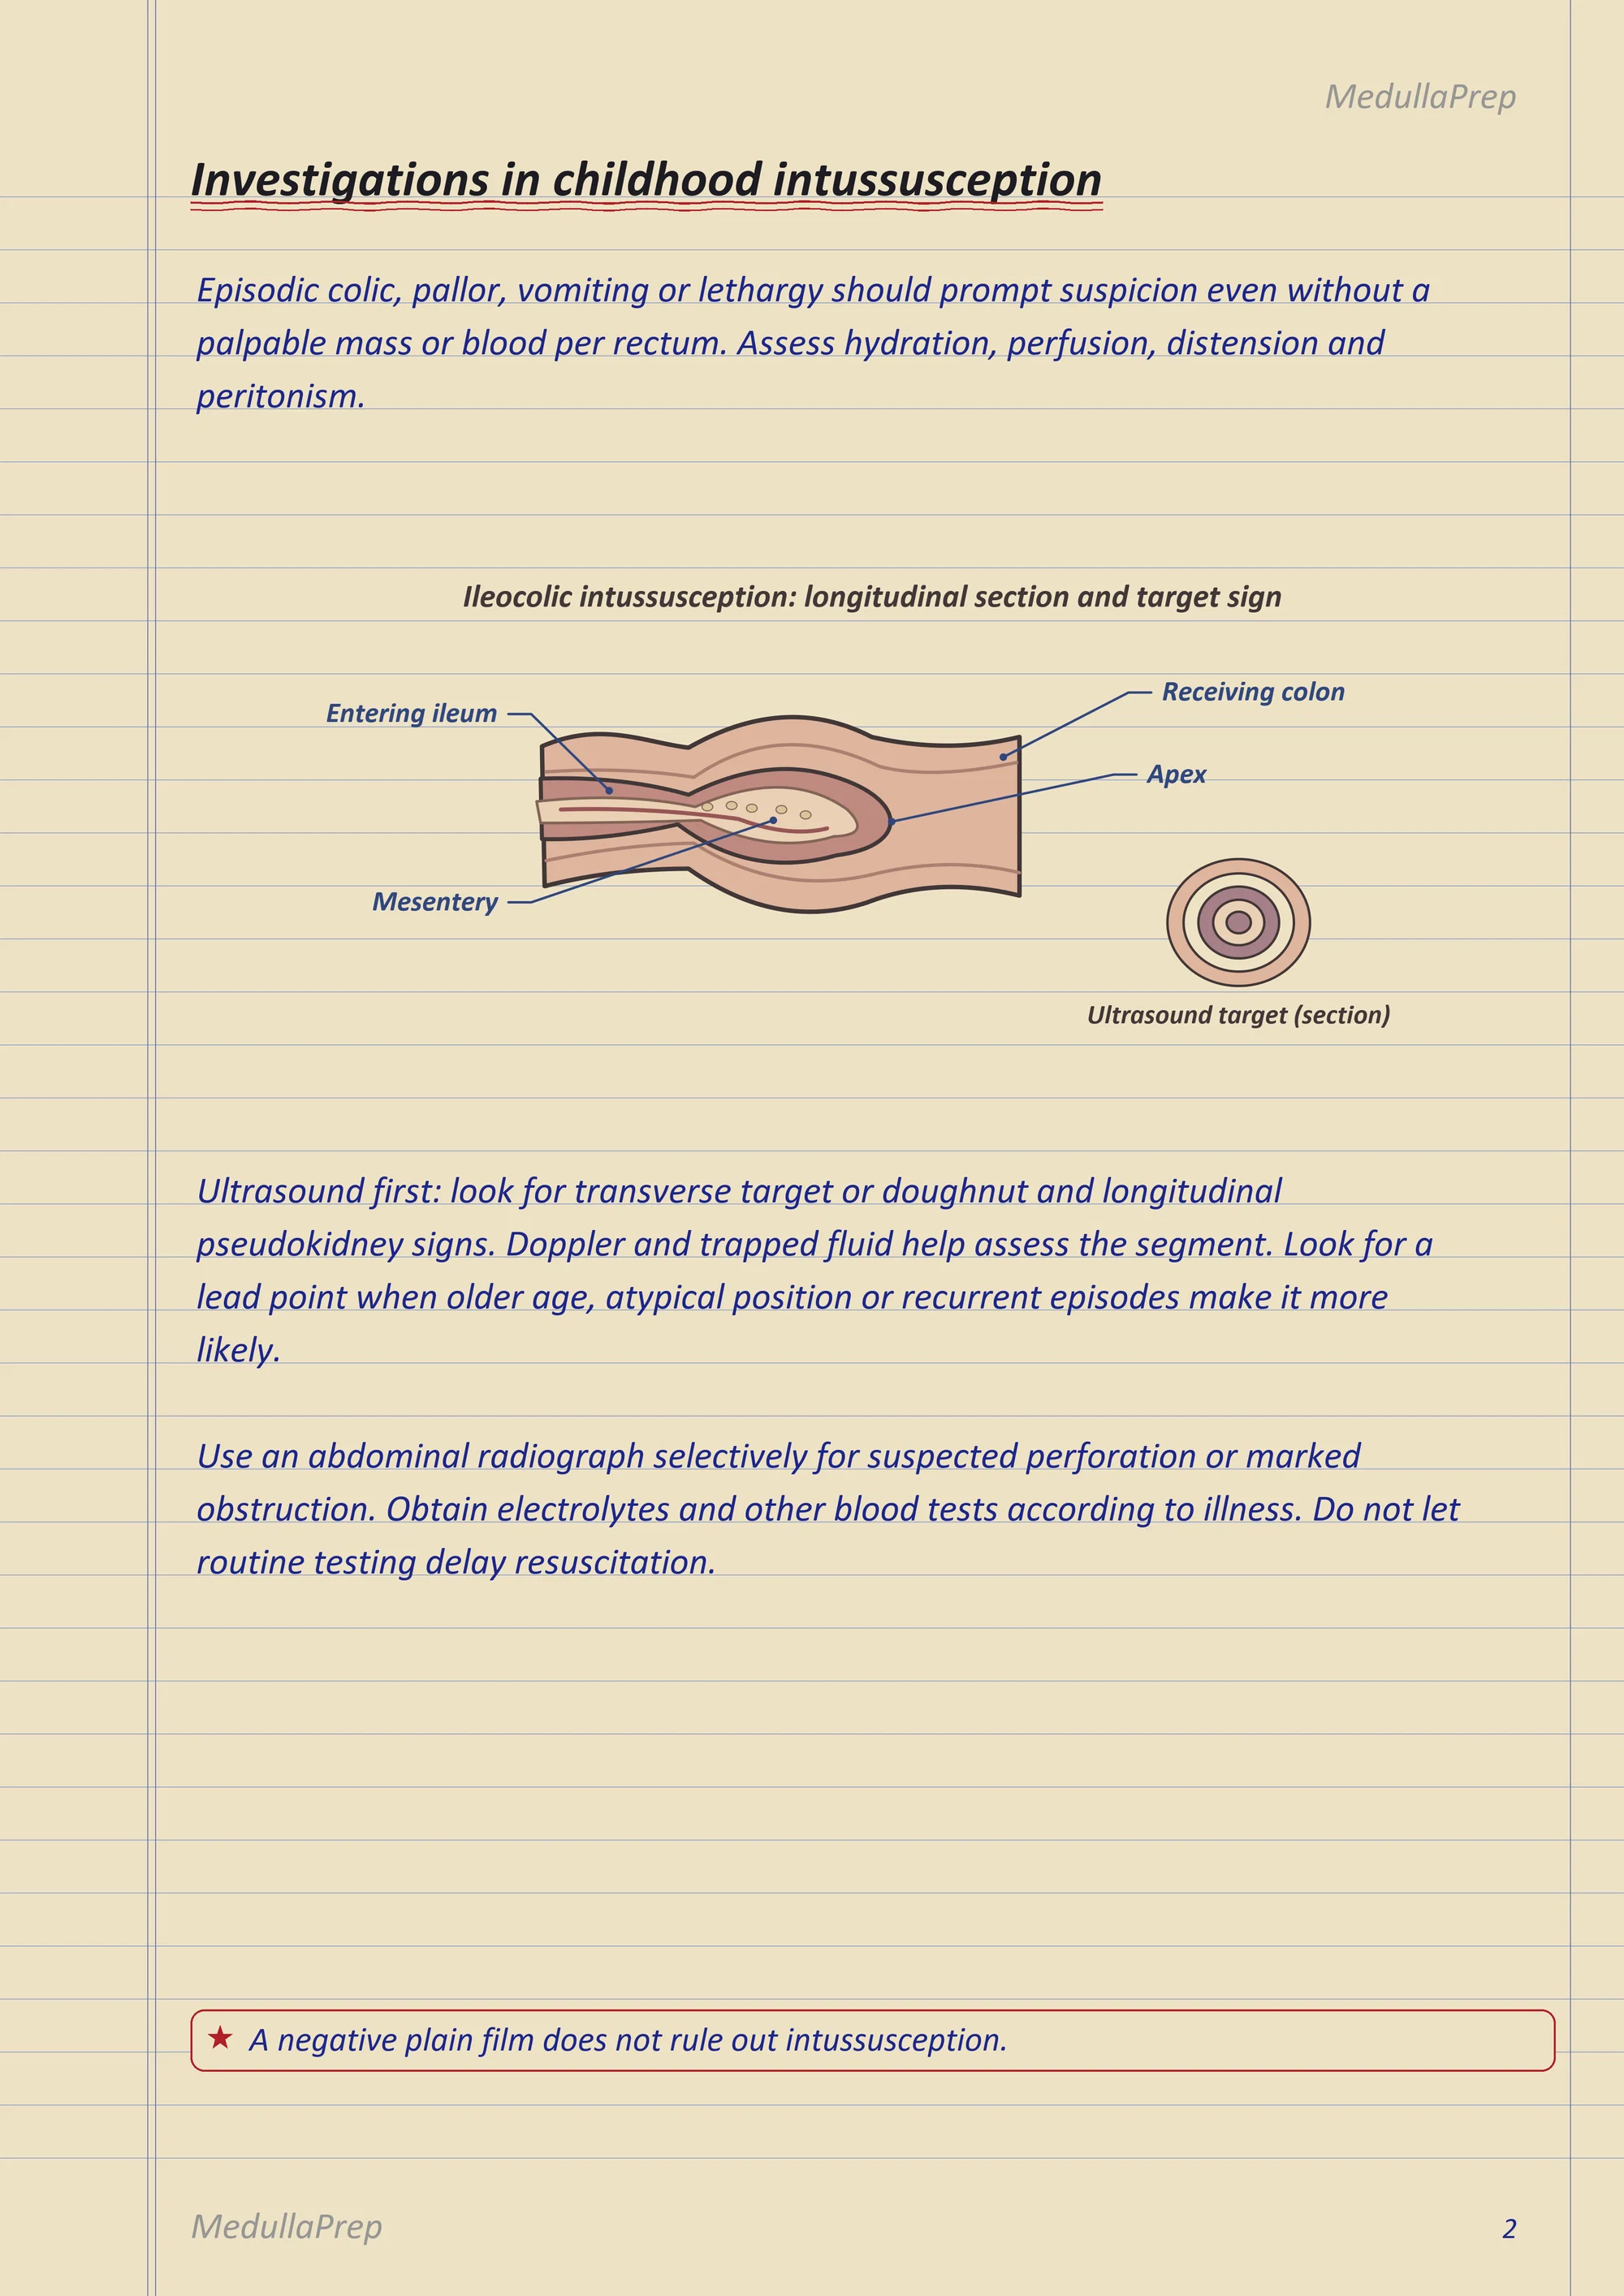 MedullaPrep
Investigations in childhood intussusception
Episodic colic, pallor, vomiting or lethargy should prompt suspicion even without a
palpable mass or blood per rectum. Assess hydration, perfusion, distension and
peritonism.
Ileocolic intussusception: longitudinal section and target sign
Receiving colon
Entering ileum
Apex
Mesentery
Ultrasound target (section)
Ultrasound first: look for transverse target or doughnut and longitudinal
pseudokidney signs. Doppler and trapped fluid help assess the segment. Look for a
lead point when older age, atypical position or recurrent episodes make it more
likely.
Use an abdominal radiograph selectively for suspected perforation or marked
obstruction. Obtain electrolytes and other blood tests according to illness. Do not let
routine testing delay resuscitation.
★ A negative plain film does not rule out intussusception.
MedullaPrep
2